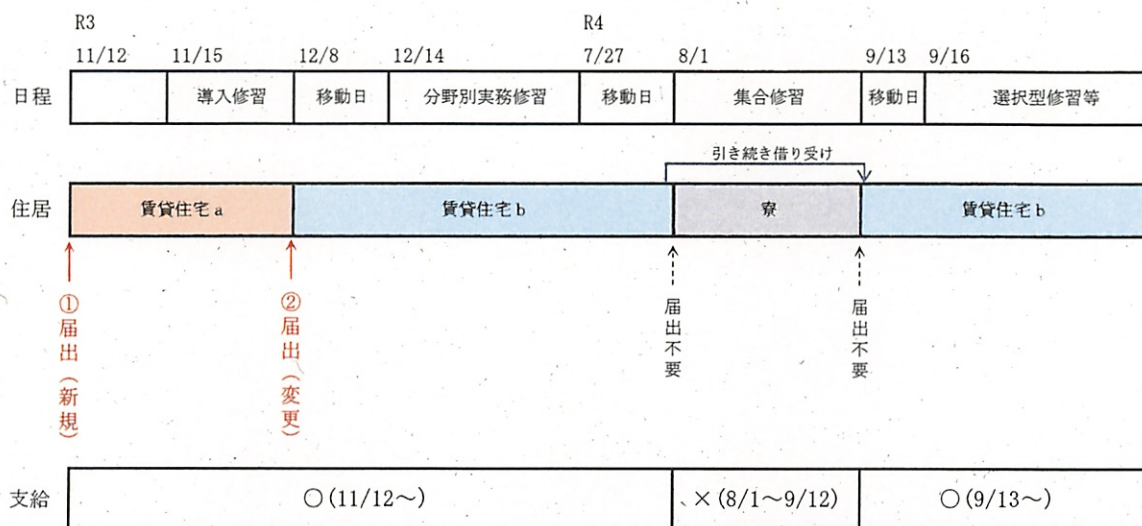 R3
R4
11/12
11/15
12/8
12/14
7/27
8/1
9/13
9/16
日程
導入修習
移動日
分野別実務修習
移動日
集合修習
移動日
選択型修習等
引き続き借り受け
住居
賃貸住宅 a
賃貸住宅 b
寮
賃貸住宅 b
①届出（新規）
②届出（変更）
届出不要
届出不要
支給
○(11/12～)
×(8/1～9/12)
○(9/13～)